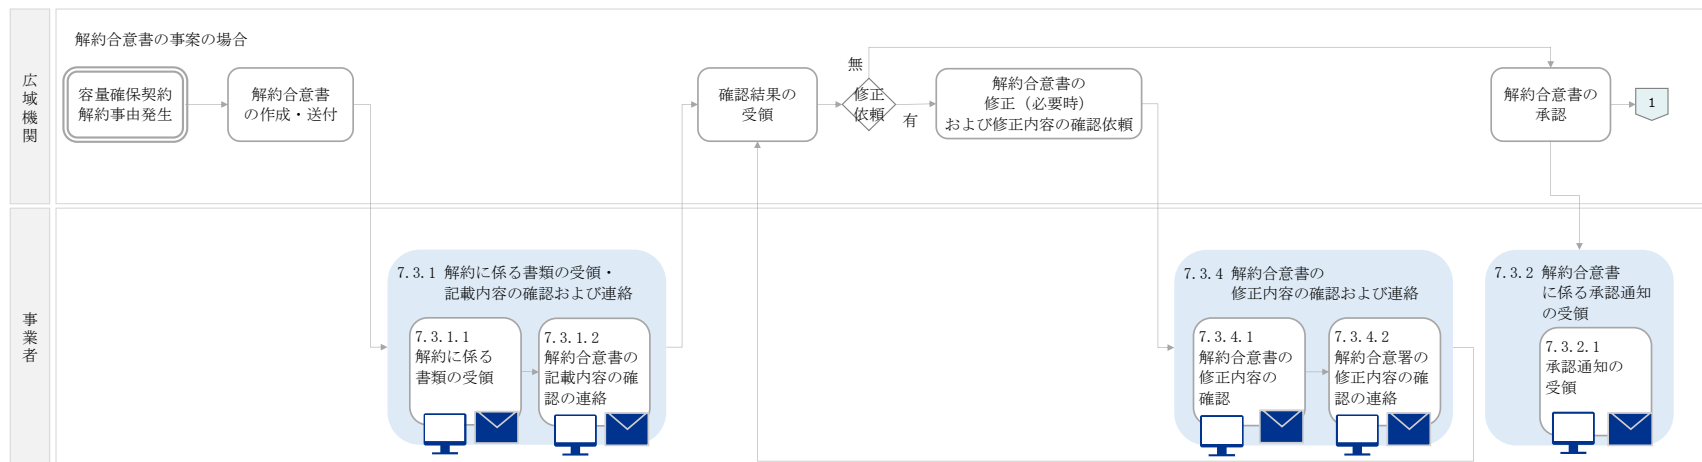 広域機関
解約合意書の事案の場合
容量確保契約
解約事由発生
解約合意書
の作成・送付
確認結果の
受領
無
修正
依頼
有
解約合意書の
修正（必要時）
および修正内容の確認依頼
解約合意書の
承認
1
事業者
7.3.1 解約に係る書類の受領・
記載内容の確認および連絡
7.3.1.1
解約に係る
書類の受領
7.3.1.2
解約合意書の
記載内容の確
認の連絡
7.3.4 解約合意書の
修正内容の確認および連絡
7.3.4.1
解約合意書の
修正内容の
確認
7.3.4.2
解約合意署の
修正内容の確
認の連絡
7.3.2 解約合意書
に係る承認通知
の受領
7.3.2.1
承認通知の
受領